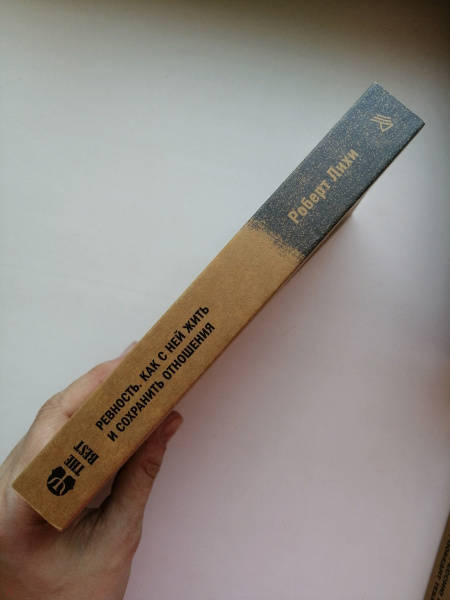 Роберт Лихи
РЕВНОСТЬ. КАК С НЕЙ ЖИТЬ
И СОХРАНИТЬ ОТНОШЕНИЯ
THE
BEST